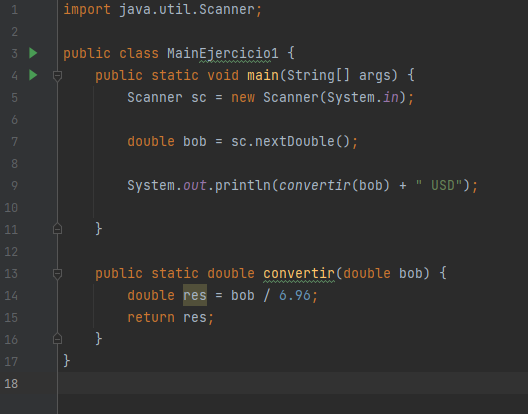 1 import java.util.Scanner;
2
3 public class MainEjercicio1 {
4 public static void main(String[] args) {
5 Scanner sc = new Scanner(System.in);
6
7 double bob = sc.nextDouble();
8
9 System.out.println(convertir(bob) + " USD");
10
11 }
12
13 public static double convertir(double bob) {
14 double res = bob / 6.96;
15 return res;
16 }
17 }
18